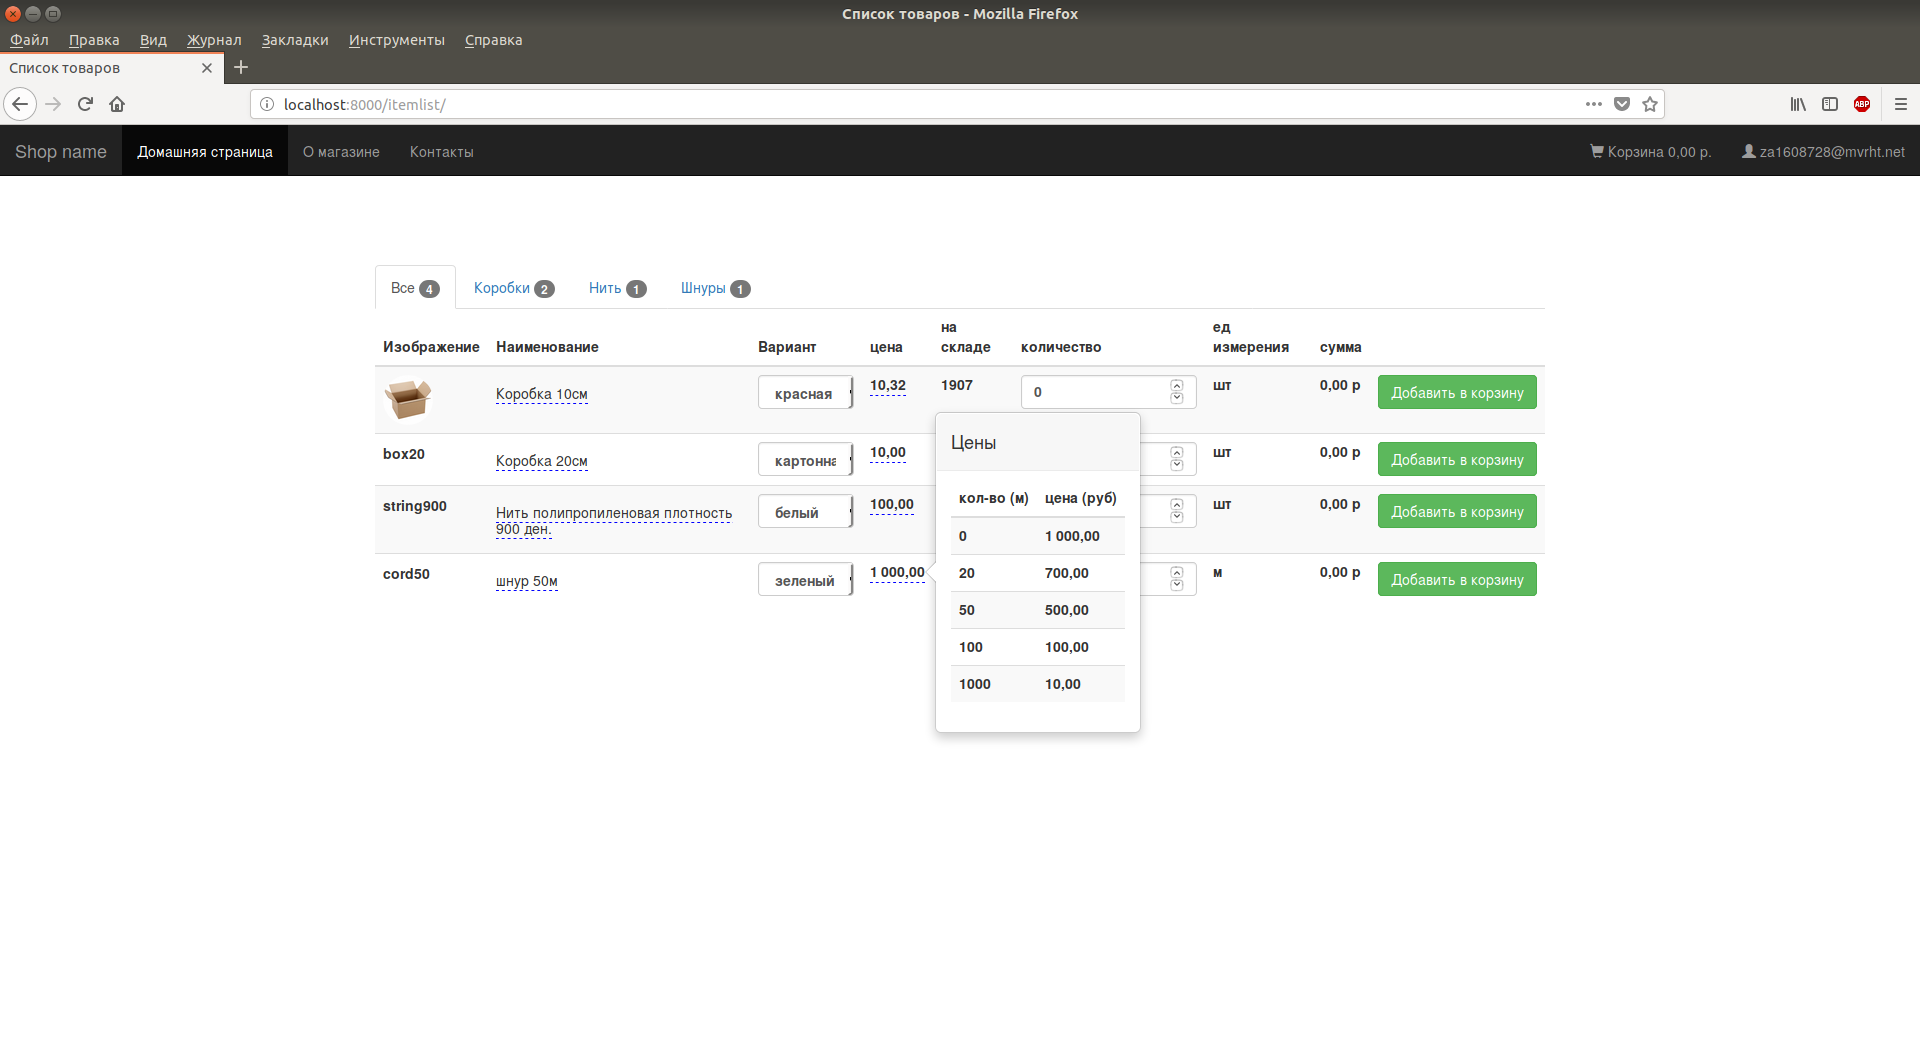 Список товаров - Mozilla Firefox
Файл Правка Вид Журнал Закладки Инструменты Справка
Список товаров
localhost:8000/itemlist/
ABP
Shop name Домашняя страница О магазине Контакты Корзина 0,00 р. za1608728@mvrht.net
Все 4 Коробки 2 Нить 1 Шнуры 1
Изображение Наименование Вариант цена на складе количество ед измерения сумма
Коробка 10см красная 10,32 1907 0 шт 0,00 р Добавить в корзину
box20 Коробка 20см картонна 10,00 шт 0,00 р Добавить в корзину
string900 Нить полипропиленовая плотность 900 ден. белый 100,00 шт 0,00 р Добавить в корзину
cord50 шнур 50м зеленый 1 000,00 м 0,00 р Добавить в корзину
Цены
кол-во (м) цена (руб)
0 1 000,00
20 700,00
50 500,00
100 100,00
1000 10,00